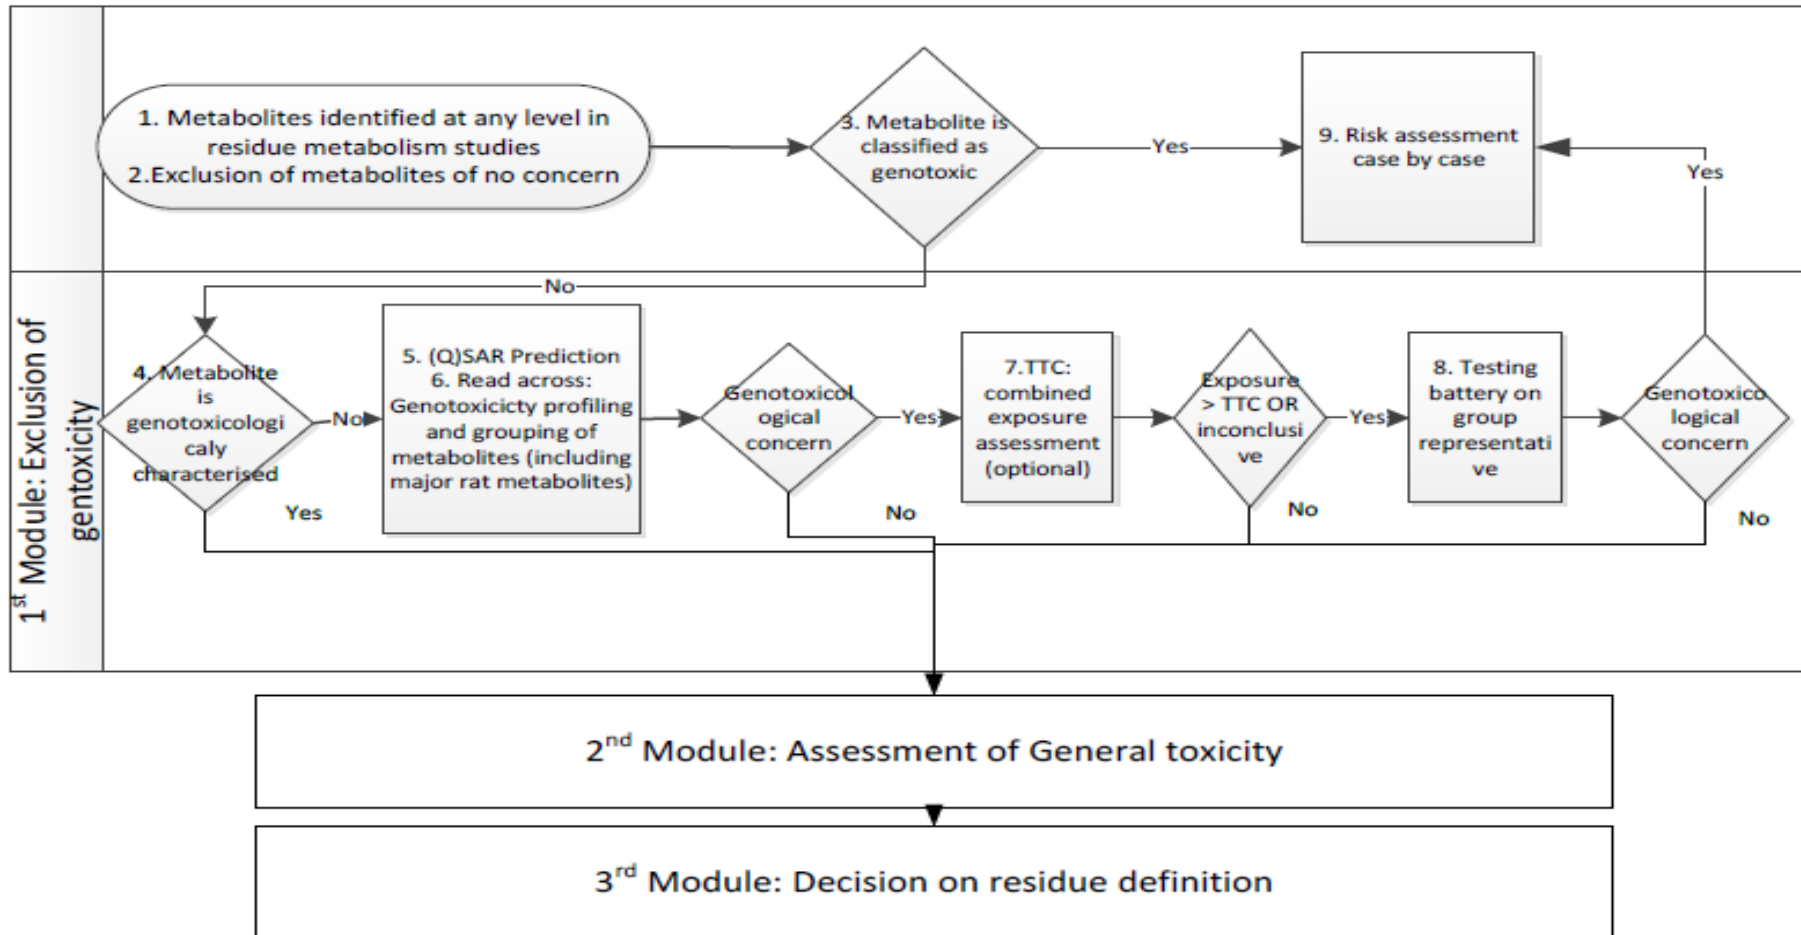 1. Metabolites identified at any level in
residue metabolism studies
2.Exclusion of metabolites of no concern
3. Metabolite is
classified as
genotoxic
Yes
9. Risk assessment
case by case
Yes
No
1st Module: Exclusion of
gentoxicity
4. Metabolite
is
genotoxicologi
caly
characterised
No
Yes
5. (Q)SAR Prediction
6. Read across:
Genotoxicicty profiling
and grouping of
metabolites (including
major rat metabolites)
Genotoxicol
ogical
concern
Yes
No
7.TTC:
combined
exposure
assessment
(optional)
Exposure
> TTC OR
inconclusi
ve
Yes
No
8. Testing
battery on
group
representati
ve
Genotoxico
logical
concern
No
2nd Module: Assessment of General toxicity
3rd Module: Decision on residue definition